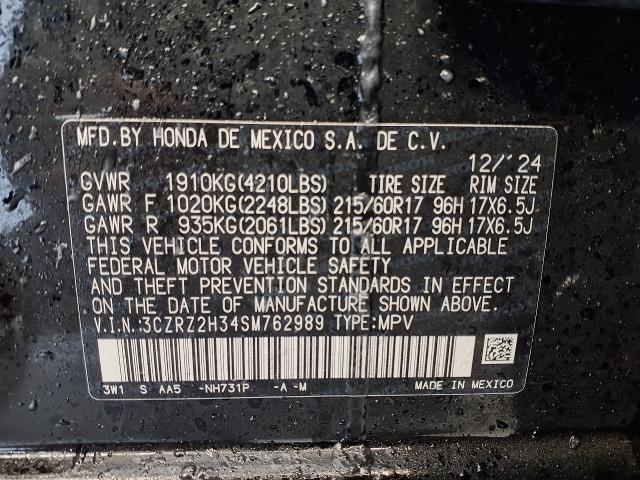 MFD.BY HONDA DE MEXICO S.A. DE C.V.
12/'24
GVWR 1910KG(4210LBS) TIRE SIZE RIM SIZE
GAWR F 1020KG(2248LBS) 215/60R17 96H 17X6.5J
GAWR R 935KG(2061LBS) 215/60R17 96H 17X6.5J
THIS VEHICLE CONFORMS TO ALL APPLICABLE
FEDERAL MOTOR VEHICLE SAFETY
AND THEFT PREVENTION STANDARDS IN EFFECT
ON THE DATE OF MANUFACTURE SHOWN ABOVE.
V.I.N.:3CZRZ2H34SM762989 TYPE:MPV
3W1 S AA5 -NH731P -A-M MADE IN MEXICO